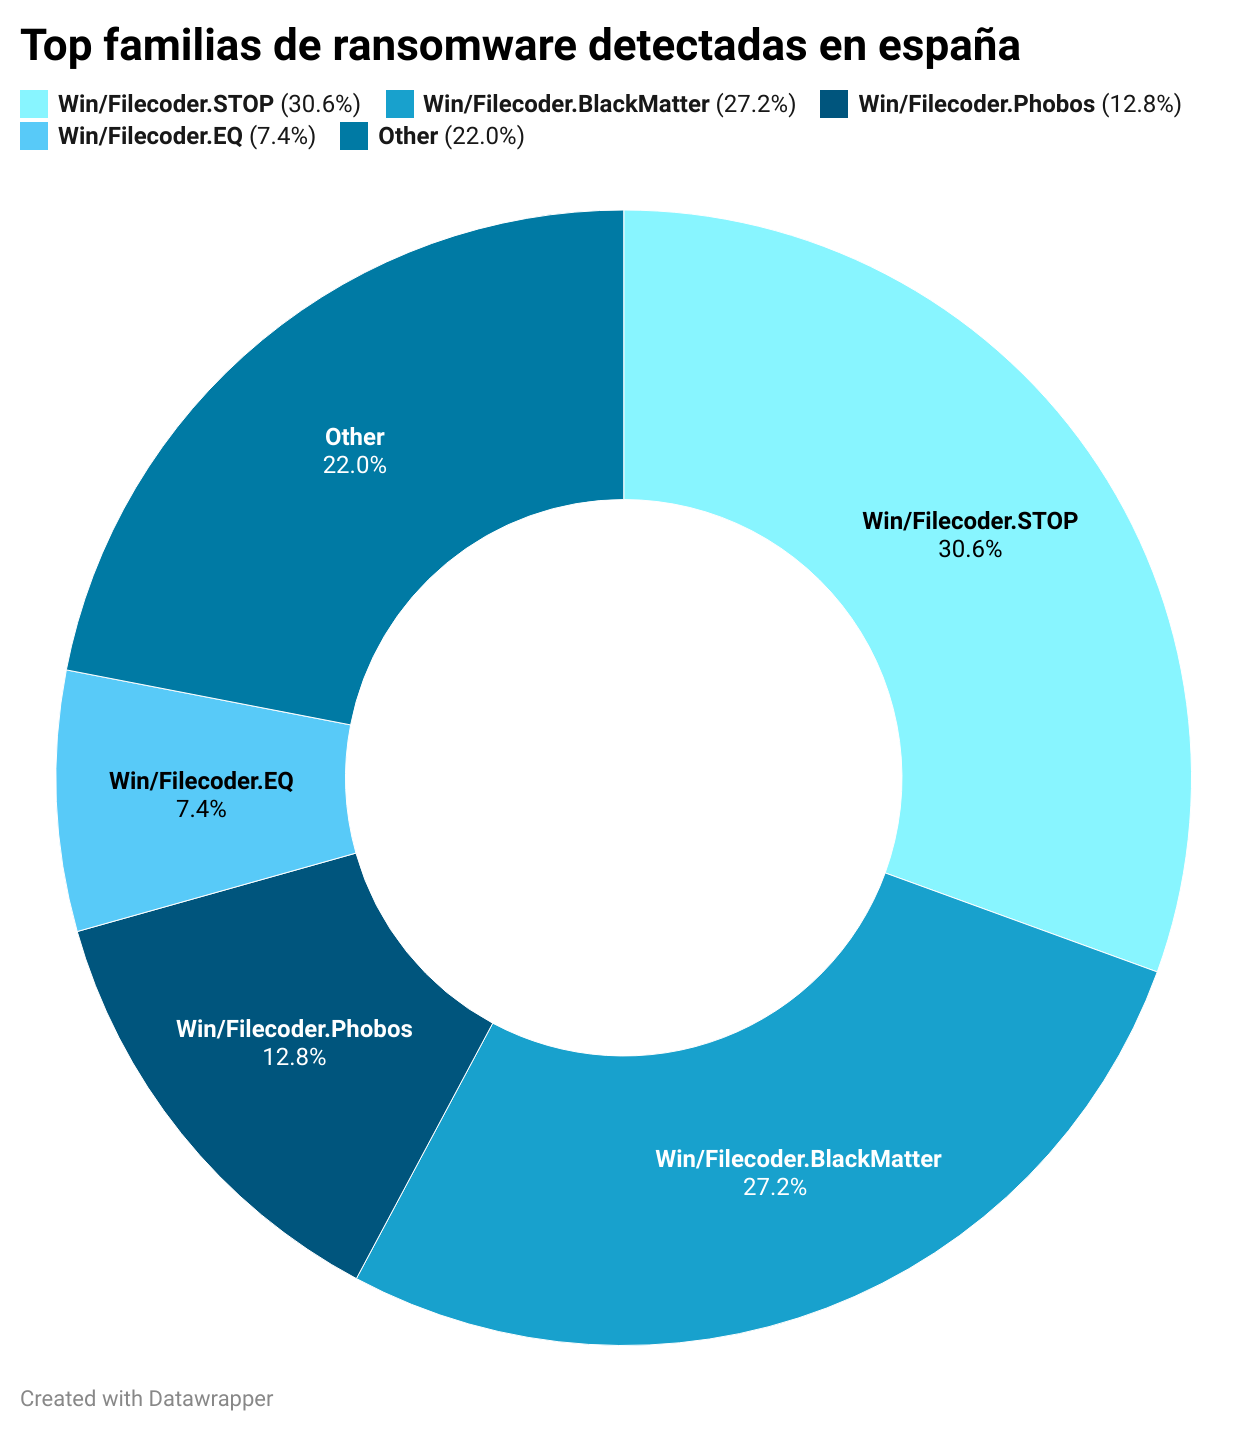 Top familias de ransomware detectadas en españa
Win/Filecoder.STOP (30.6%) Win/Filecoder.BlackMatter (27.2%) Win/Filecoder.Phobos (12.8%)
Win/Filecoder.EQ (7.4%) Other (22.0%)
Other
22.0%
Win/Filecoder.STOP
30.6%
Win/Filecoder.EQ
7.4%
Win/Filecoder.Phobos
12.8%
Win/Filecoder.BlackMatter
27.2%
Created with Datawrapper